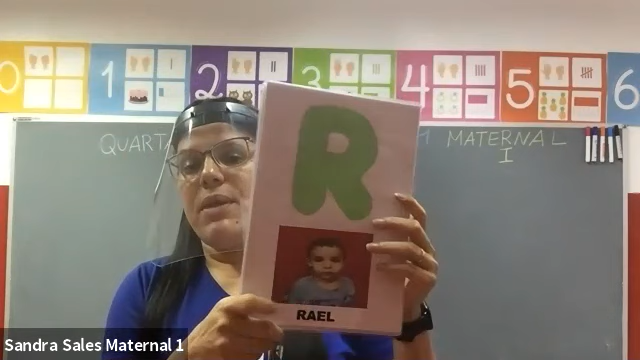 0 1 2 3 4 5 6
QUARTA
M MATERNAL
I
R
RAEL
Sandra Sales Maternal 1